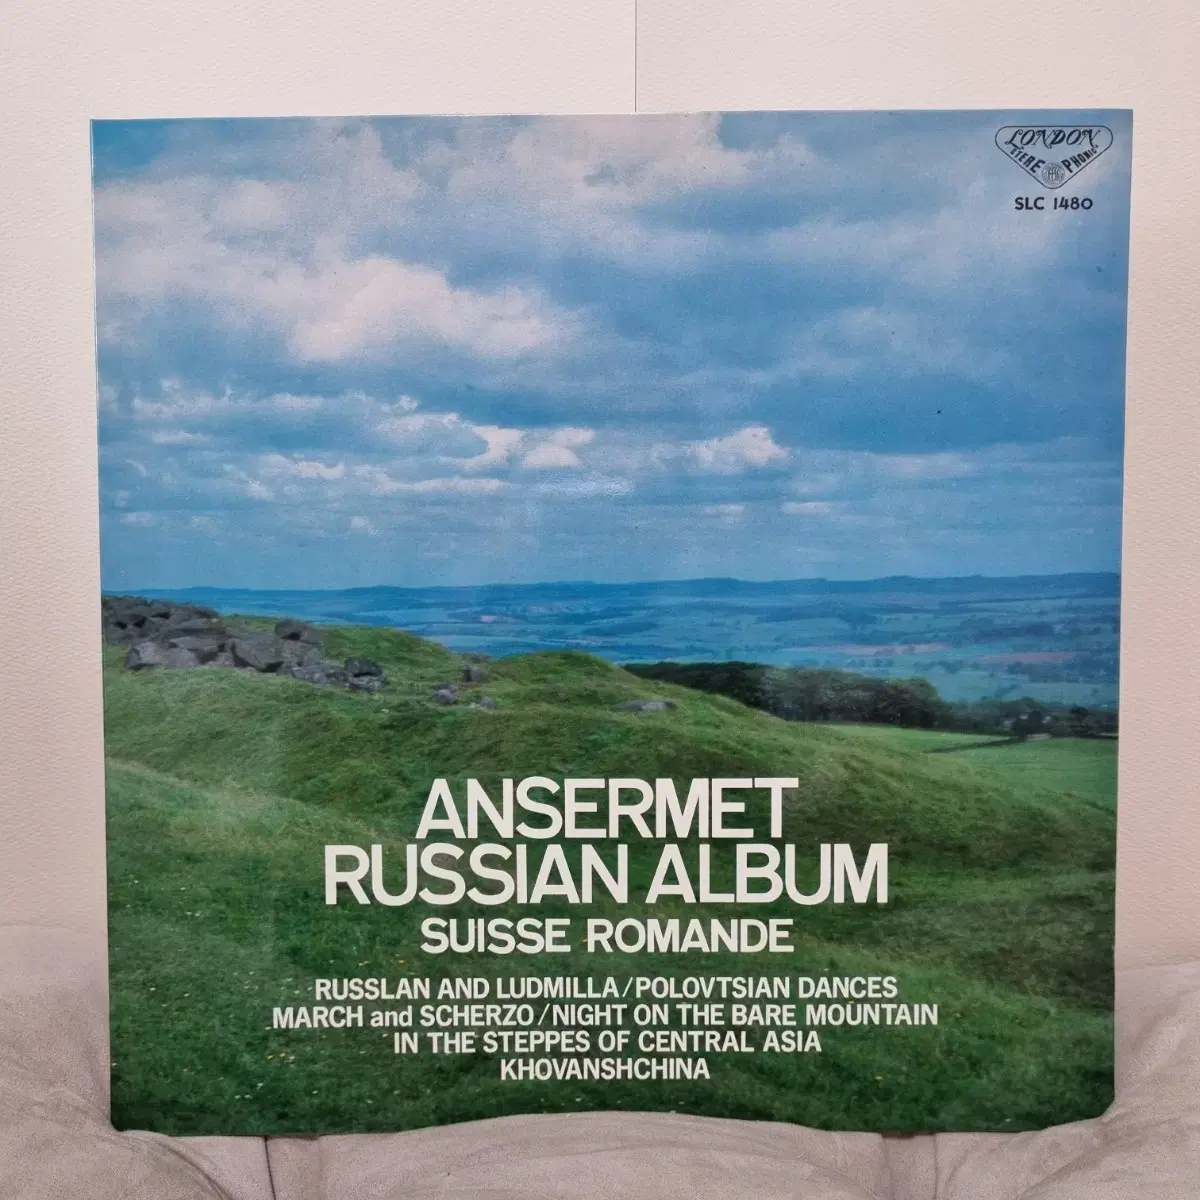 LONDON
STEREOPHONIC
FFSS
SLC 1480
ANSERMET
RUSSIAN ALBUM
SUISSE ROMANDE
RUSSLAN AND LUDMILLA/POLOVTSIAN DANCES
MARCH and SCHERZO/NIGHT ON THE BARE MOUNTAIN
IN THE STEPPES OF CENTRAL ASIA
KHOVANSHCHINA